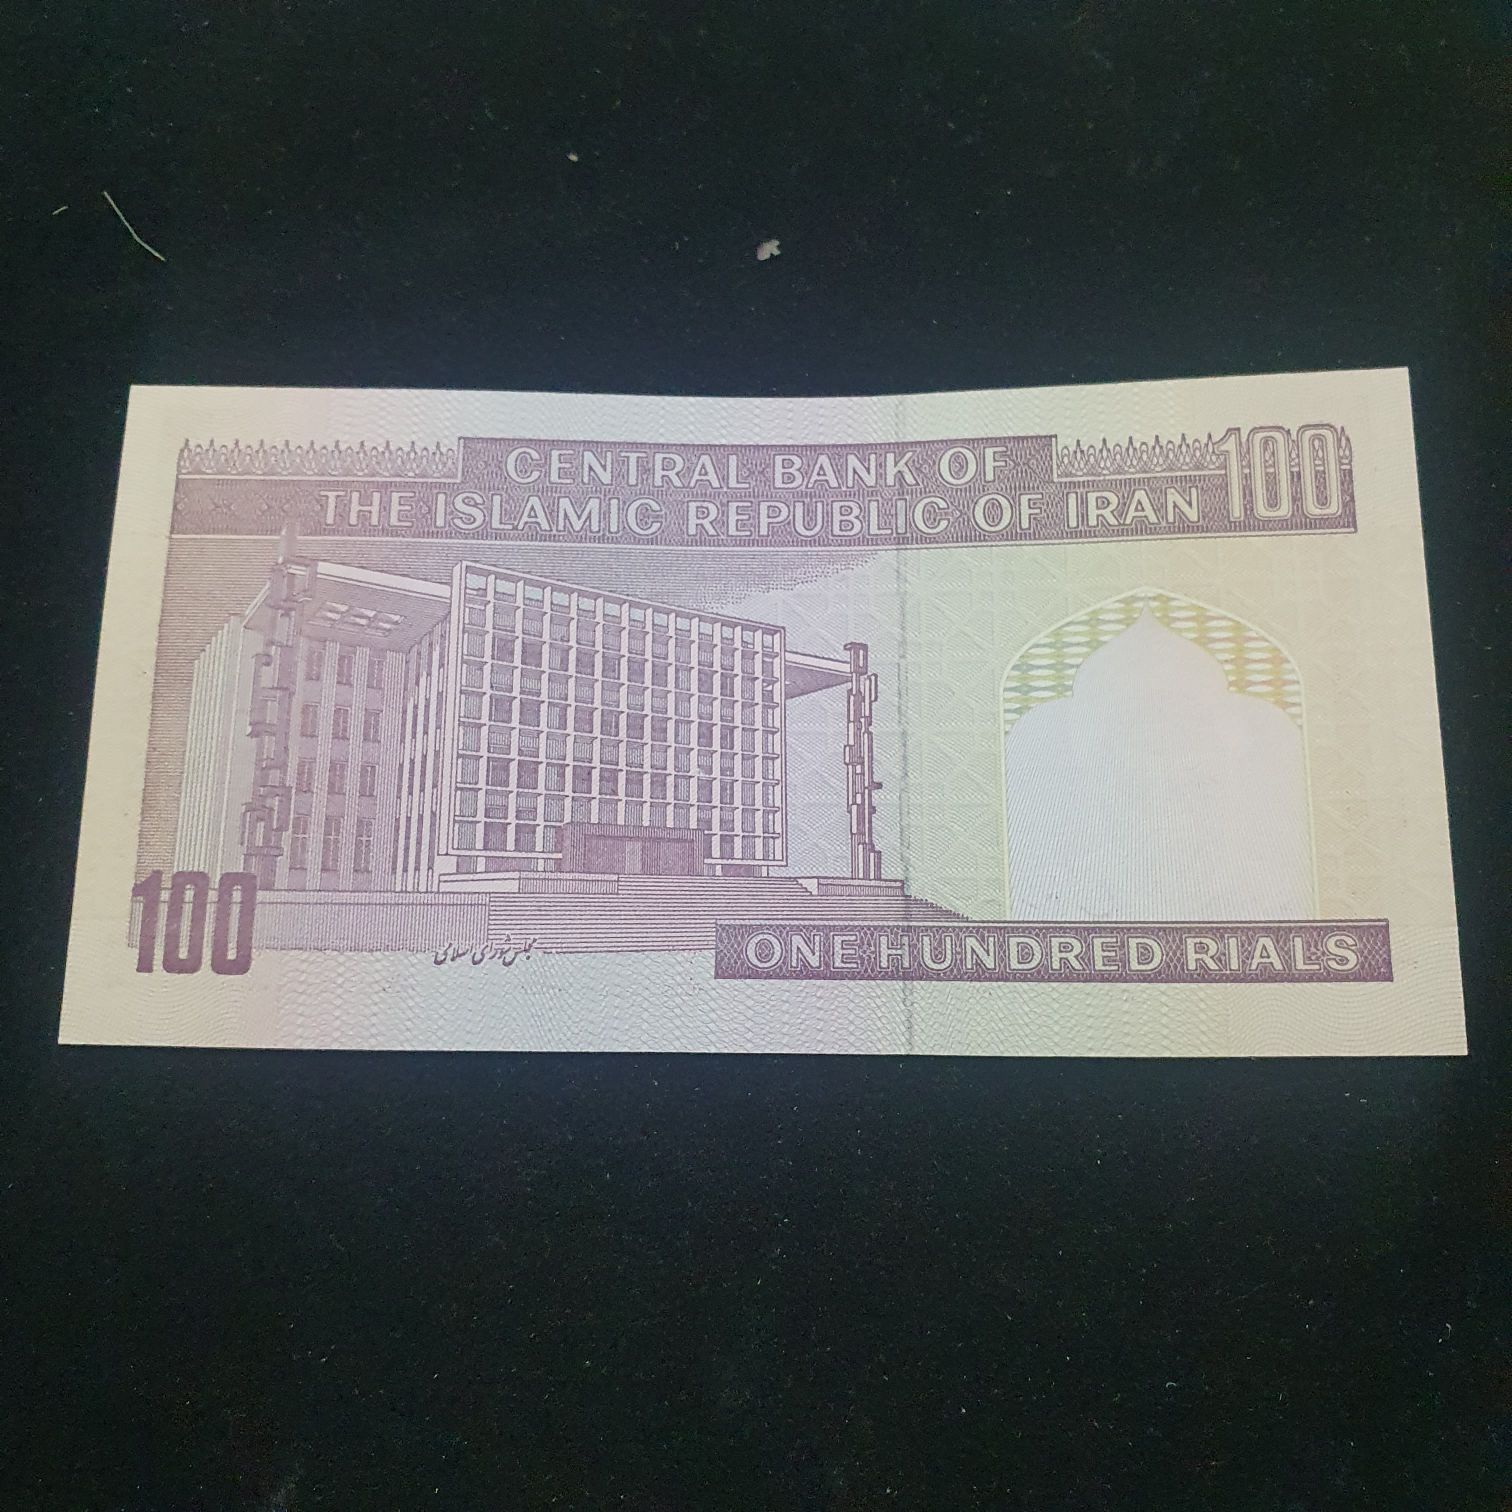 CENTRAL BANK OF
THE ISLAMIC REPUBLIC OF IRAN
100
100
مجلس شورای اسلامی
ONE HUNDRED RIALS